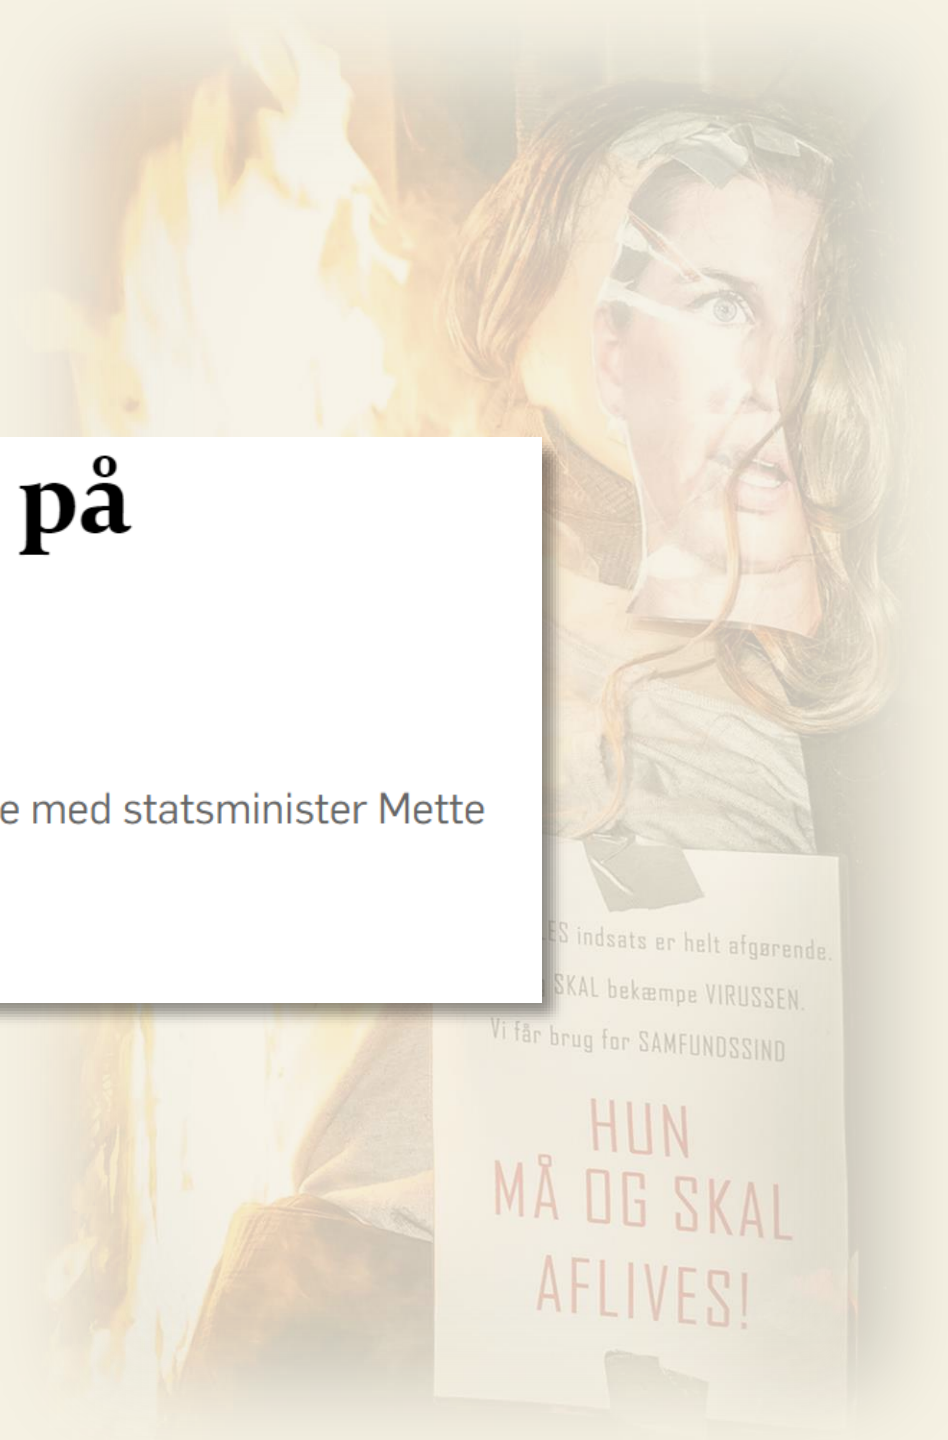 på
e med statsminister Mette
ES indsats er helt afgørende.
SKAL bekæmpe VIRUSSEN.
Vi får brug for SAMFUNDSSIND
HUN
MÅ OG SKAL
AFLIVES!